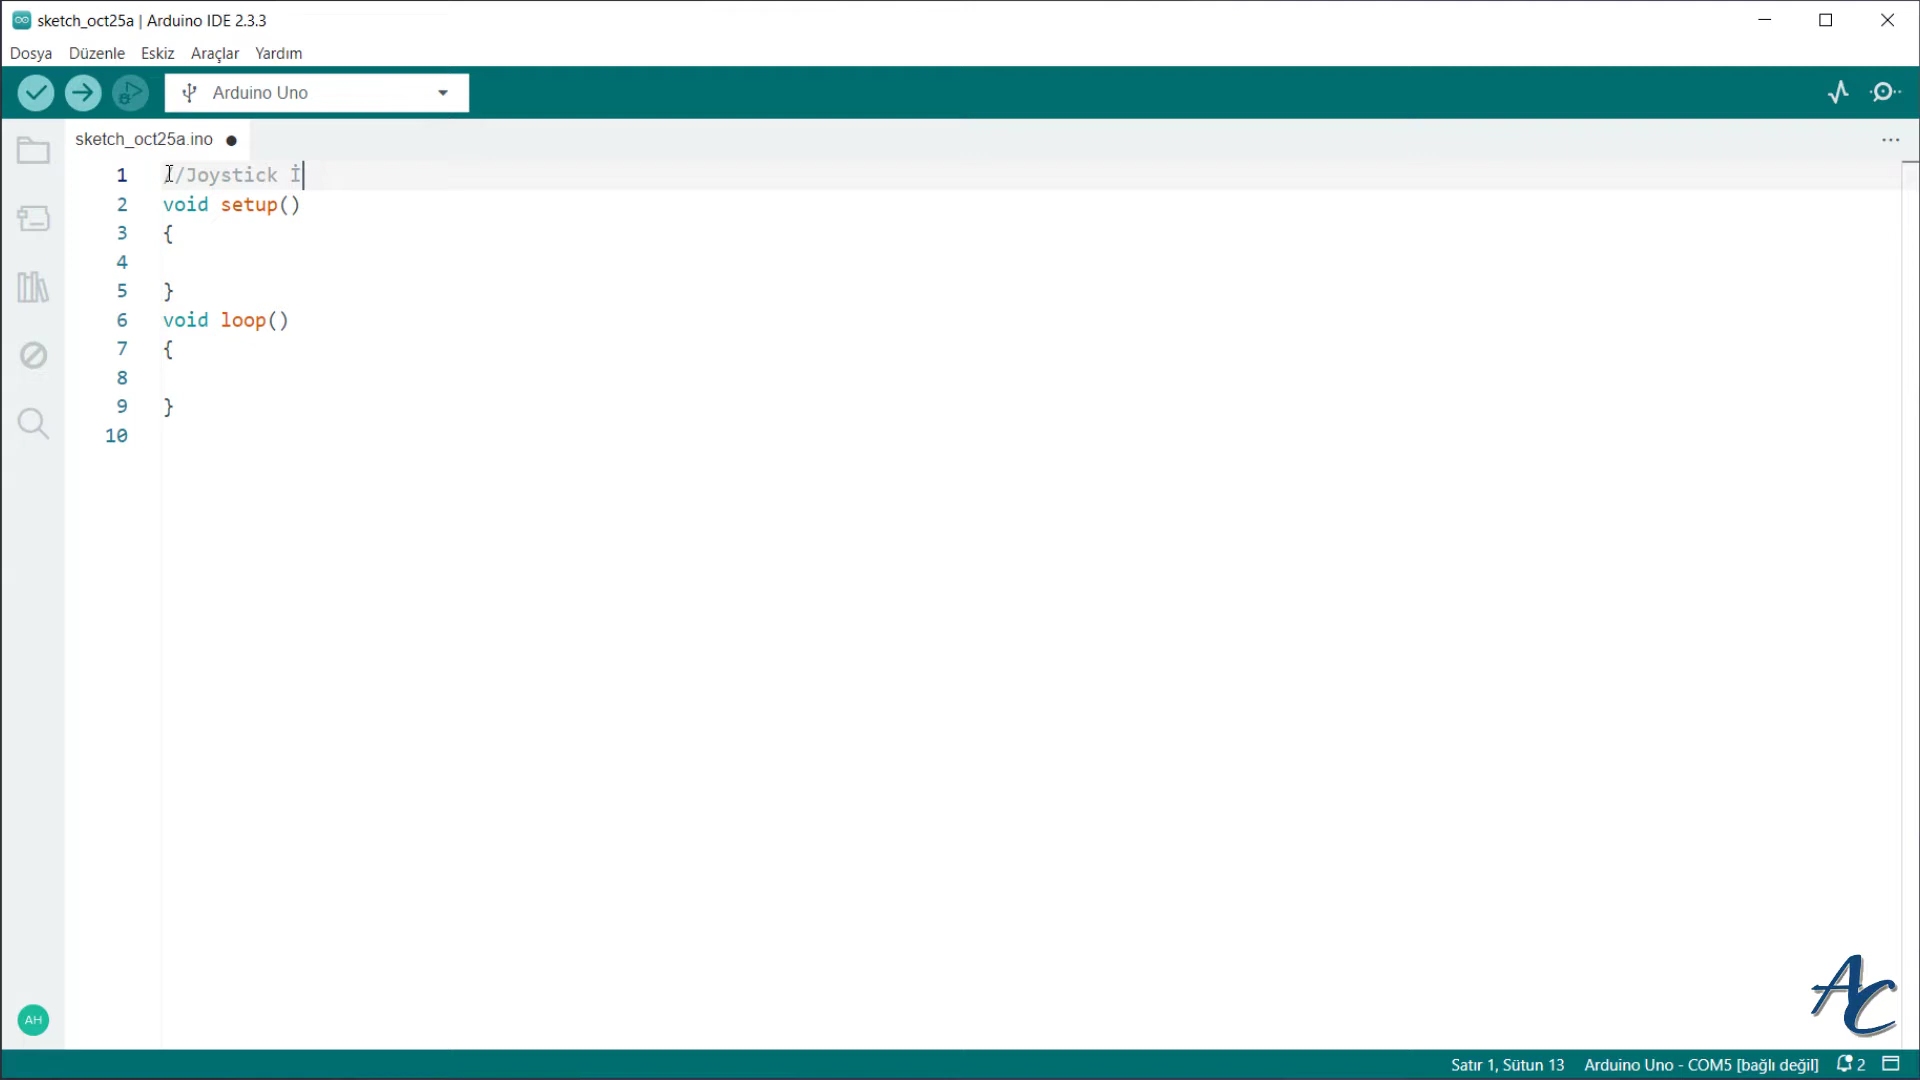 sketch_oct25a | Arduino IDE 2.3.3
Dosya Düzenle Eskiz Araçlar Yardım
Arduino Uno
sketch_oct25a.ino
1 //Joystick İ
2 void setup()
3 {
4
5 }
6 void loop()
7 {
8
9 }
10
AH
AC
Satır 1, Sütun 13 Arduino Uno - COM5 [bağlı değil] 2